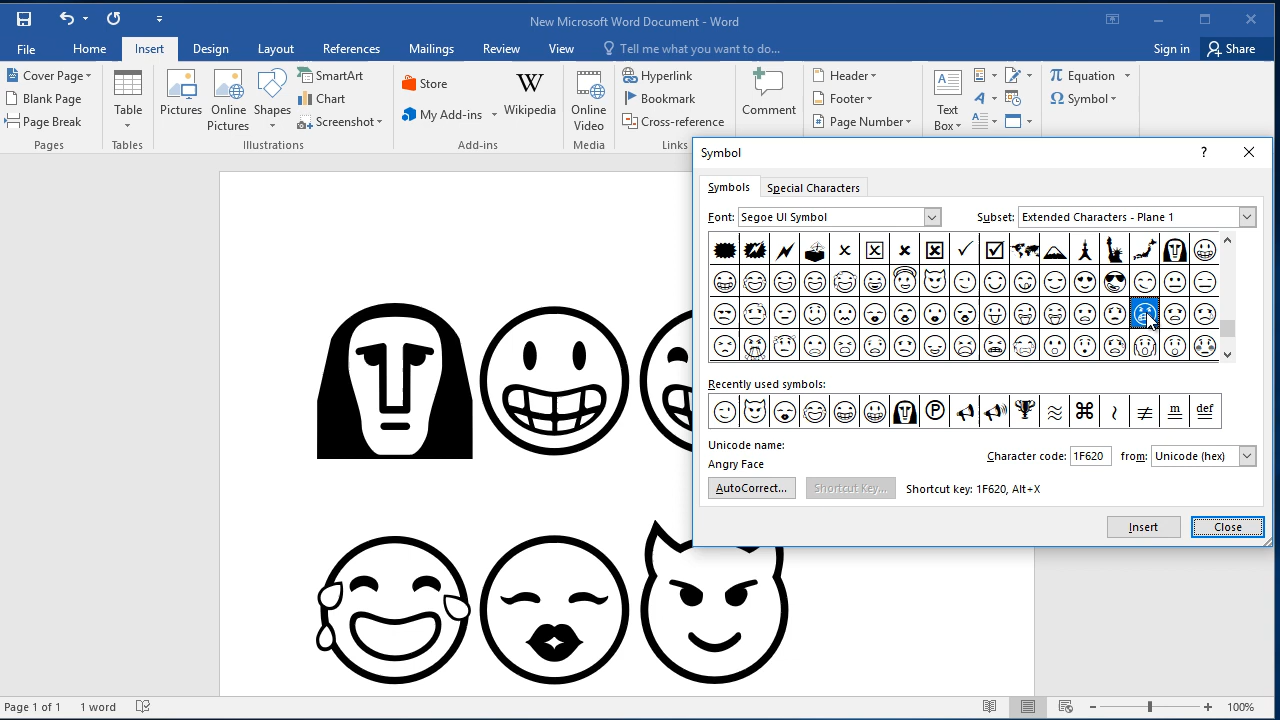 New Microsoft Word Document - Word
File Home Insert Design Layout References Mailings Review View Tell me what you want to do... Sign in Share
Cover Page
Blank Page
Page Break
Pages
Table
Tables
Pictures
Online
Pictures
Shapes
SmartArt
Chart
Screenshot
Illustrations
Store
My Add-ins
Wikipedia
Add-ins
Online
Video
Media
Hyperlink
Bookmark
Cross-reference
Links
Comment
Header
Footer
Page Number
Text
Box
Equation
Symbol
Symbol
Symbols Special Characters
Font: Segoe UI Symbol Subset: Extended Characters - Plane 1
Recently used symbols:
Unicode name:
Angry Face
Character code: 1F620 from: Unicode (hex)
AutoCorrect... Shortcut Key... Shortcut key: 1F620, Alt+X
Insert Close
Page 1 of 1 1 word 100%